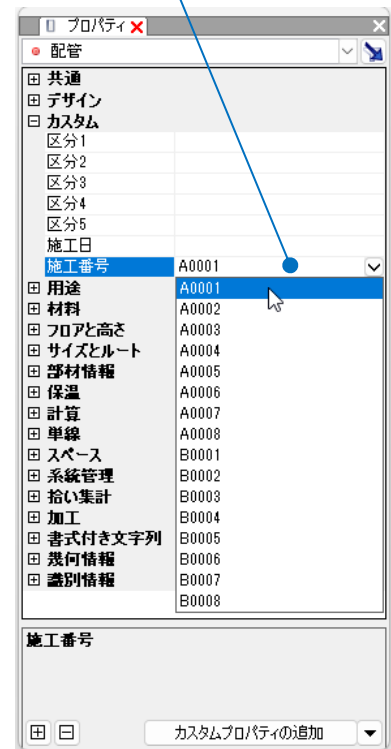 プロパティ
配管
共通
デザイン
カスタム
区分1
区分2
区分3
区分4
区分5
施工日
施工番号 A0001
用途 A0001
材料 A0002
フロアと高さ A0003
サイズとルート A0004
部材情報 A0005
保温 A0006
計算 A0007
単線 A0008
スペース B0001
系統管理 B0002
拾い集計 B0003
加工 B0004
書式付き文字列 B0005
幾何情報 B0006
識別情報 B0007
B0008
施工番号
カスタムプロパティの追加